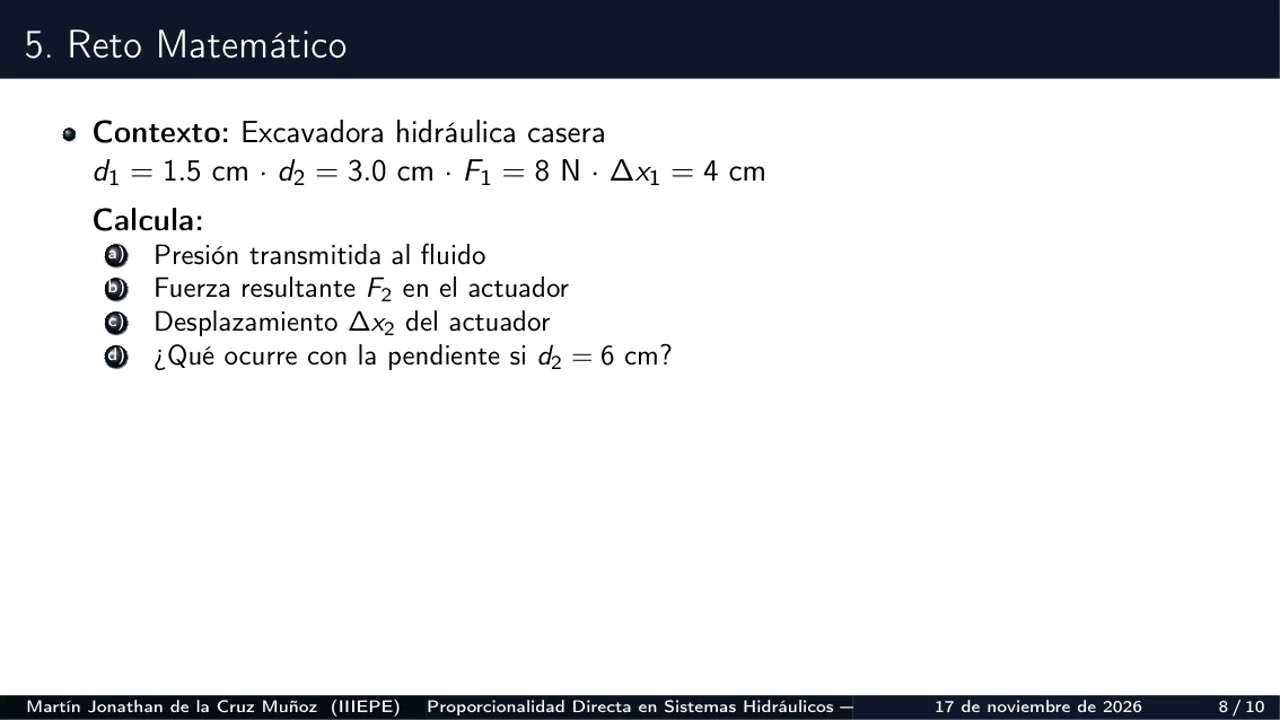 5. Reto Matemático
Contexto: Excavadora hidráulica casera
d₁ = 1.5 cm · d₂ = 3.0 cm · F₁ = 8 N · Δx₁ = 4 cm
Calcula:
a) Presión transmitida al fluido
b) Fuerza resultante F₂ en el actuador
c) Desplazamiento Δx₂ del actuador
d) ¿Qué ocurre con la pendiente si d₂ = 6 cm?
Martín Jonathan de la Cruz Muñoz (IIIEPE) Proporcionalidad Directa en Sistemas Hidráulicos — 17 de noviembre de 2026 8 / 10